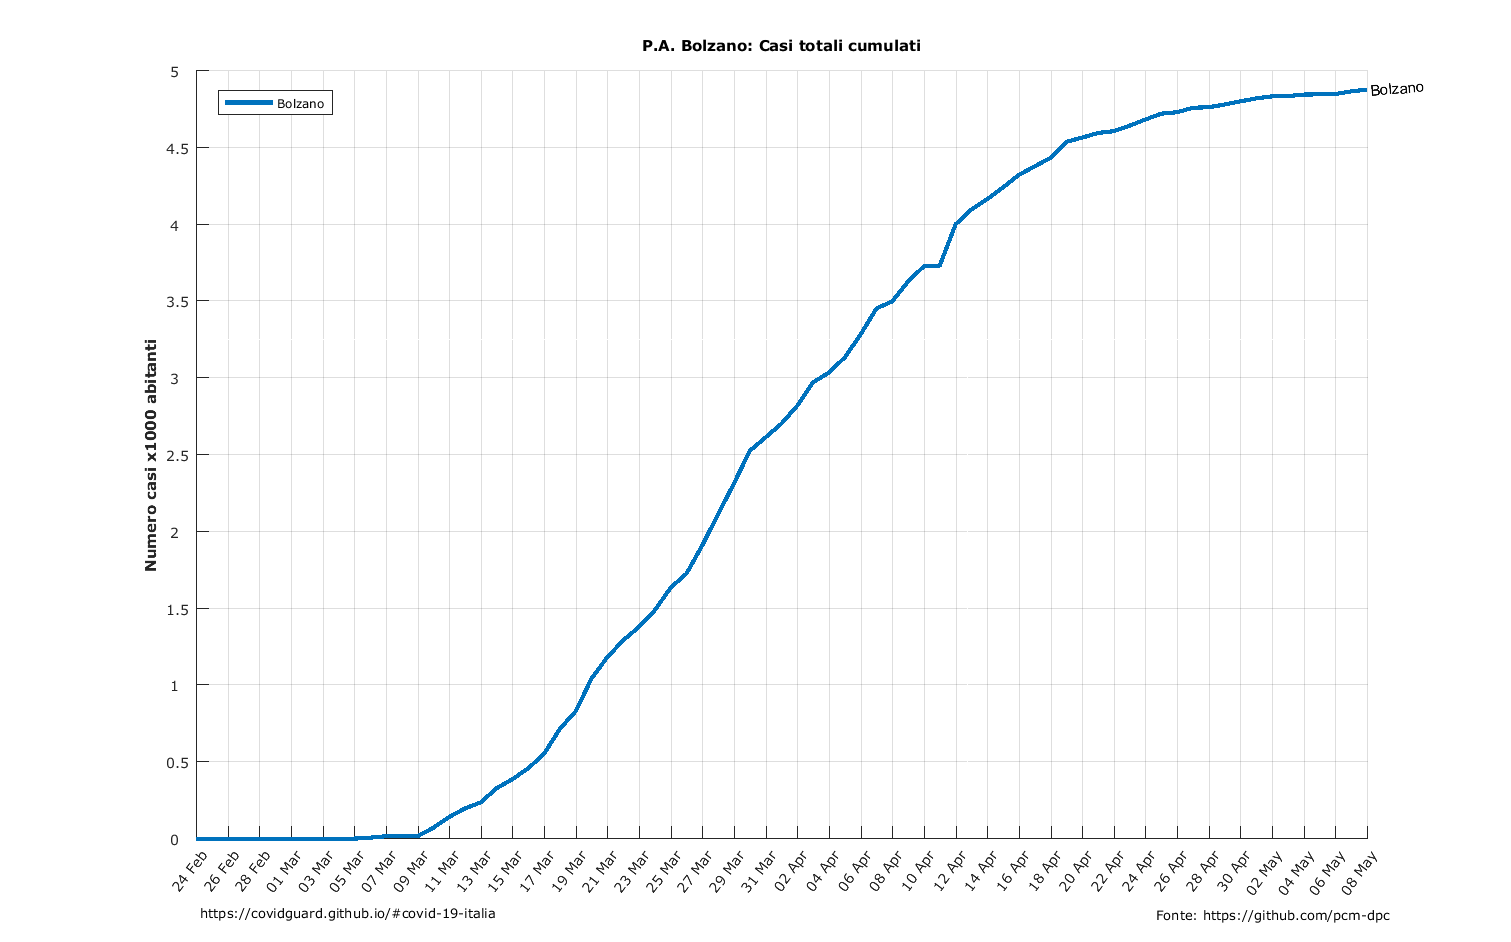 P.A. Bolzano: Casi totali cumulati
Numero casi x1000 abitanti
5
4.5
4
3.5
3
2.5
2
1.5
1
0.5
0
Bolzano
Bolzano
24 Feb
26 Feb
28 Feb
01 Mar
03 Mar
05 Mar
07 Mar
09 Mar
11 Mar
13 Mar
15 Mar
17 Mar
19 Mar
21 Mar
23 Mar
25 Mar
27 Mar
29 Mar
31 Mar
02 Apr
04 Apr
06 Apr
08 Apr
10 Apr
12 Apr
14 Apr
16 Apr
18 Apr
20 Apr
22 Apr
24 Apr
26 Apr
28 Apr
30 Apr
02 May
04 May
06 May
08 May
https://covidguard.github.io/#covid-19-italia
Fonte: https://github.com/pcm-dpc